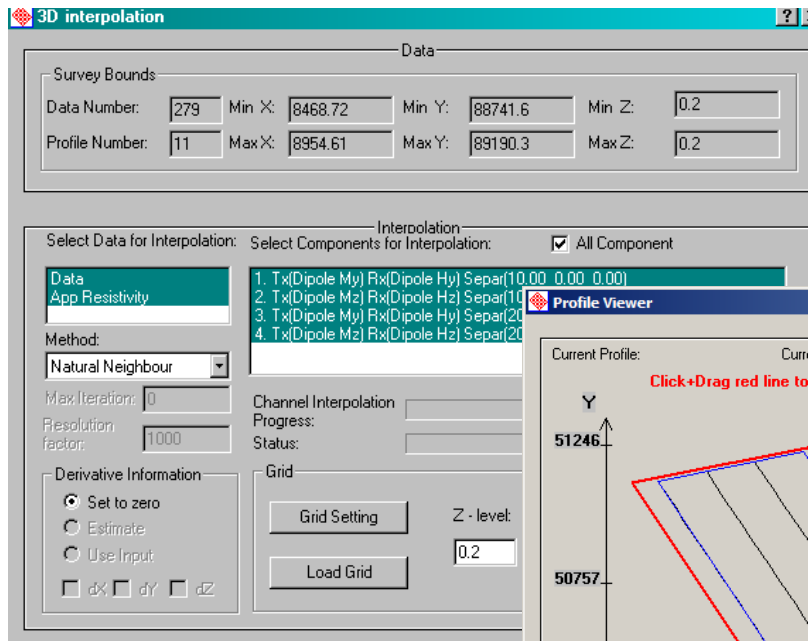 3D interpolation
Data
Survey Bounds
Data Number: 279 Min X: 8468.72 Min Y: 88741.6 Min Z: 0.2
Profile Number: 11 Max X: 8954.61 Max Y: 89190.3 Max Z: 0.2
Interpolation
Select Data for Interpolation: Select Components for Interpolation: All Component
Data
App Resistivity
1. Tx(Dipole My) Rx(Dipole Hy) Separ(10.00 0.00 0.00)
2. Tx(Dipole Mz) Rx(Dipole Hz) Separ(10
3. Tx(Dipole My) Rx(Dipole Hy) Separ(20
4. Tx(Dipole Mz) Rx(Dipole Hz) Separ(20
Method:
Natural Neighbour
Max Iteration: 0
Resolution factor: 1000
Channel Interpolation
Progress:
Status:
Derivative Information
Set to zero
Estimate
Use Input
dX dY dZ
Grid
Grid Setting
Load Grid
Z - level:
0.2
Profile Viewer
Current Profile:
Click+Drag red line to
Y
51246
50757